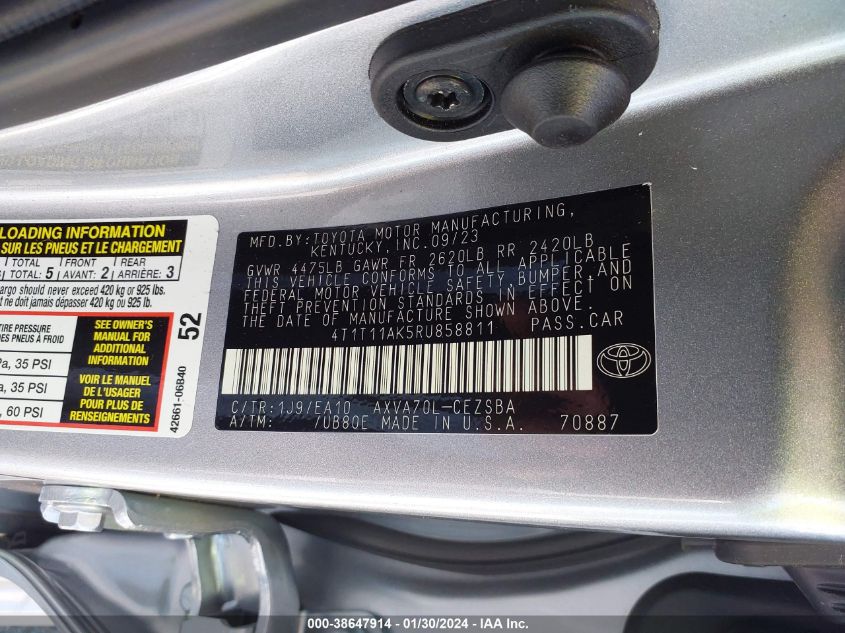 LOADING INFORMATION
SUR LES PNEUS ET LE CHARGEMENT
TOTAL FRONT REAR
TOTAL: 5 AVANT: 2 ARRIÈRE: 3
cargo should never exceed 420 kg or 925 lbs.
ne doit jamais dépasser 420 kg ou 925 lb.
TIRE PRESSURE
DES PNEUS À FROID
35 PSI
35 PSI
60 PSI
SEE OWNER'S
MANUAL FOR
ADDITIONAL
INFORMATION
VOIR LE MANUEL
DE L'USAGER
POUR PLUS DE
RENSEIGNEMENTS
52
42661-06B40
MFD.BY:TOYOTA MOTOR MANUFACTURING,
KENTUCKY, INC.09/23
GVWR 4475LB GAWR FR 2620LB RR 2420LB
THIS VEHICLE CONFORMS TO ALL APPLICABLE
FEDERAL MOTOR VEHICLE SAFETY,BUMPER,AND
THEFT PREVENTION STANDARDS IN EFFECT ON
THE DATE OF MANUFACTURE SHOWN ABOVE.
4T1T11AK5RU858811 PASS.CAR
C/TR:1J9/EA10 AXVA70L-CEZSBA
A/TM: /UB80E MADE IN U.S.A. 70887
000-38647914 / 01/30/2024 - IAA Inc.